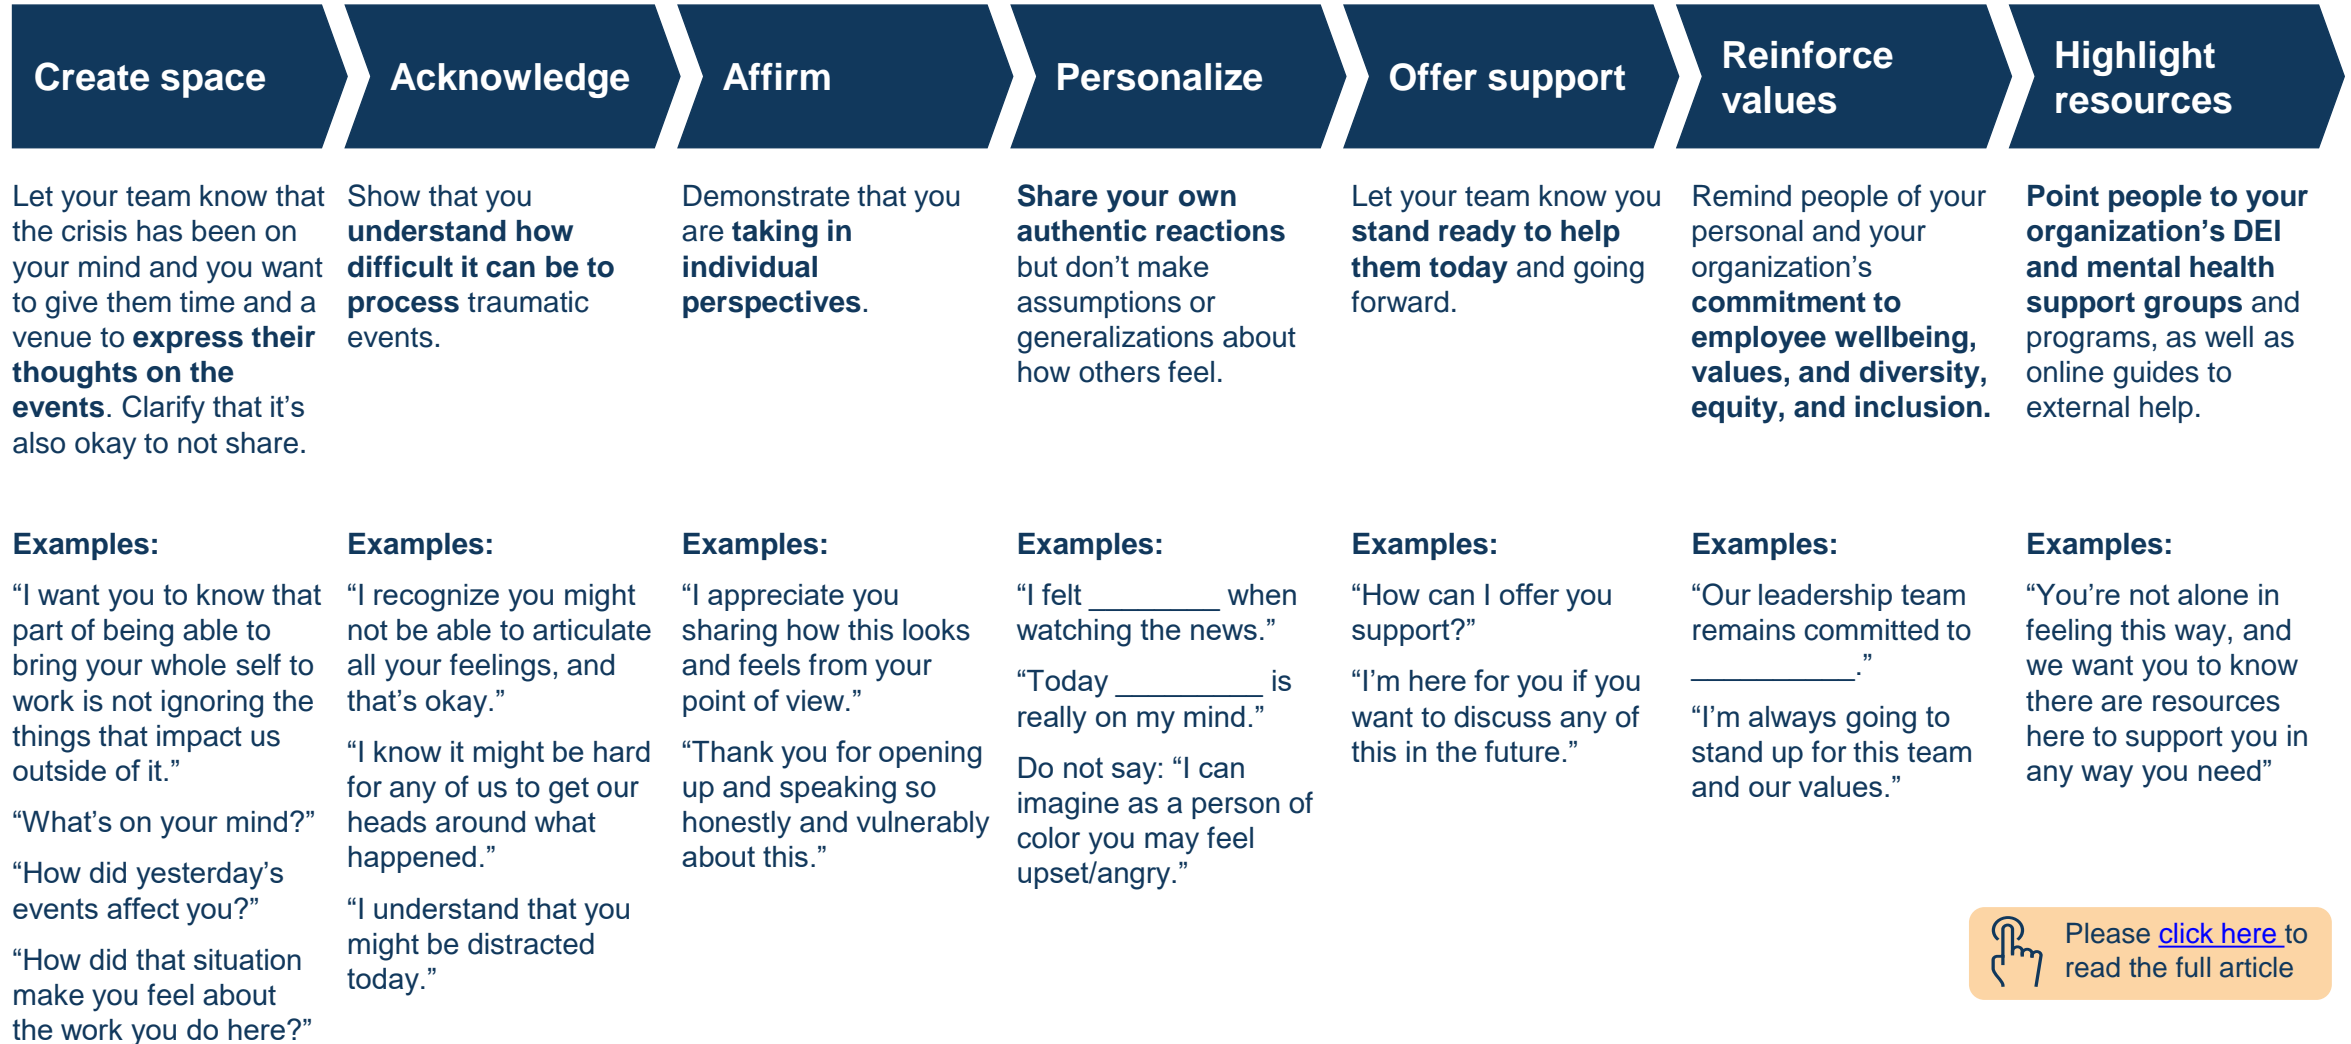 Create space
Acknowledge
Affirm
Personalize
Offer support
Reinforce
values
Highlight
resources
Let your team know that
the crisis has been on
your mind and you want
to give them time and a
venue to express their
thoughts on the
events. Clarify that it’s
also okay to not share.
Show that you
understand how
difficult it can be to
process traumatic
events.
Demonstrate that you
are taking in
individual
perspectives.
Share your own
authentic reactions
but don’t make
assumptions or
generalizations about
how others feel.
Let your team know you
stand ready to help
them today and going
forward.
Remind people of your
personal and your
organization’s
commitment to
employee wellbeing,
values, and diversity,
equity, and inclusion.
Point people to your
organization’s DEI
and mental health
support groups and
programs, as well as
online guides to
external help.
Examples:
“I want you to know that
part of being able to
bring your whole self to
work is not ignoring the
things that impact us
outside of it.”
“What’s on your mind?”
“How did yesterday’s
events affect you?”
“How did that situation
make you feel about
the work you do here?”
Examples:
“I recognize you might
not be able to articulate
all your feelings, and
that’s okay.”
“I know it might be hard
for any of us to get our
heads around what
happened.”
“I understand that you
might be distracted
today.”
Examples:
“I appreciate you
sharing how this looks
and feels from your
point of view.”
“Thank you for opening
up and speaking so
honestly and vulnerably
about this.”
Examples:
“I felt ________ when
watching the news.”
“Today _________ is
really on my mind.”
Do not say: “I can
imagine as a person of
color you may feel
upset/angry.”
Examples:
“How can I offer you
support?”
“I’m here for you if you
want to discuss any of
this in the future.”
Examples:
“Our leadership team
remains committed to
__________.”
“I’m always going to
stand up for this team
and our values.”
Examples:
“You’re not alone in
feeling this way, and
we want you to know
there are resources
here to support you in
any way you need”
Please click here to
read the full article